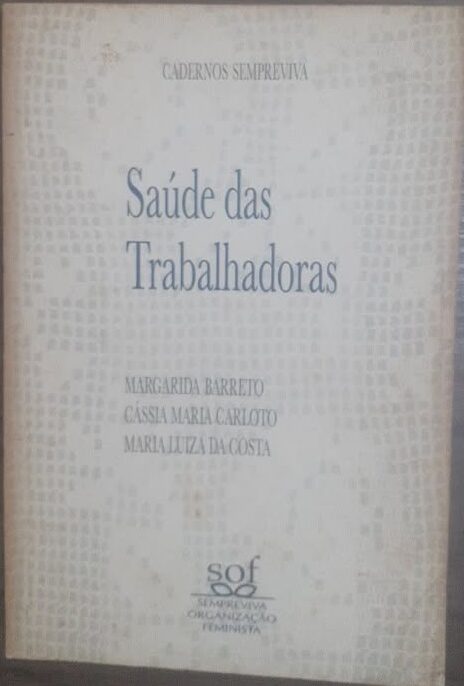 CADERNOS SEMPREVIVA
Saúde das
Trabalhadoras
MARGARIDA BARRETO
CÁSSIA MARIA CARLOTO
MARIA LUIZA DA COSTA
sof
SEMPREVIVA
ORGANIZAÇÃO
FEMINISTA